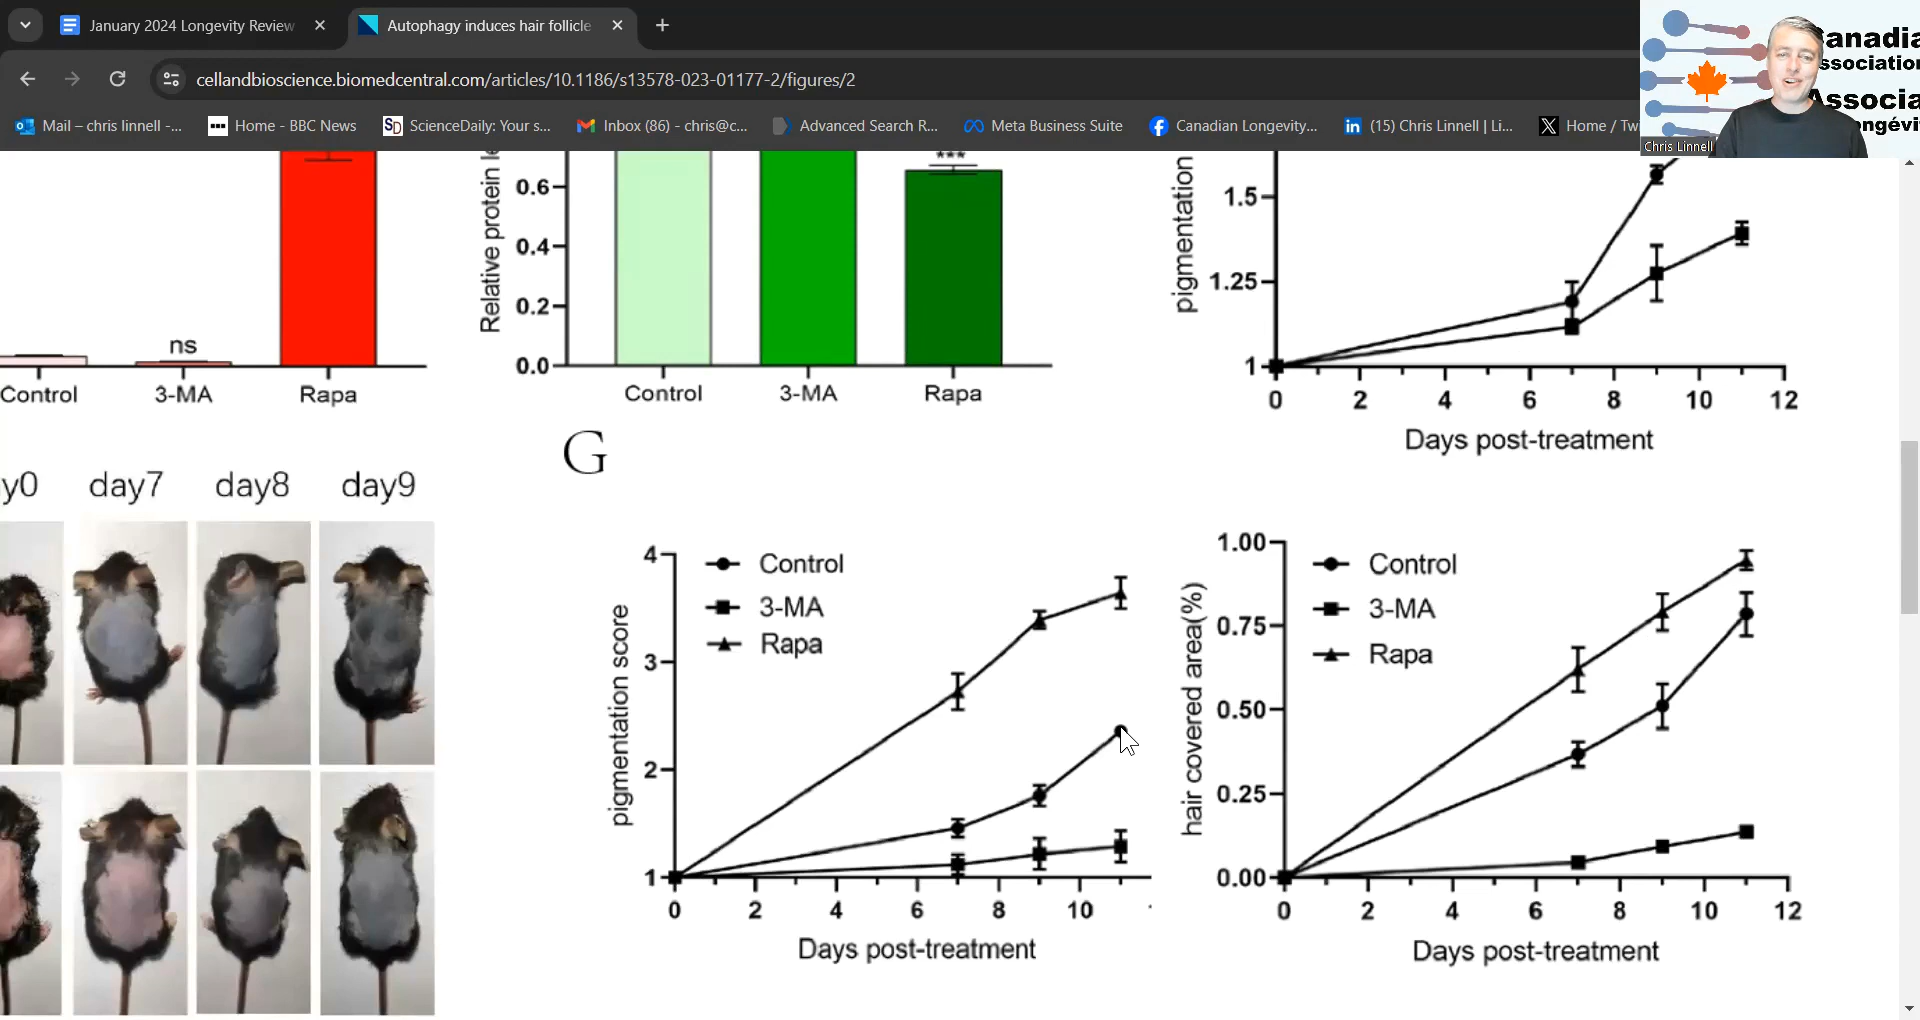 January 2024 Longevity Review
Autophagy induces hair follicle
cellandbioscience.biomedcentral.com/articles/10.1186/s13578-023-01177-2/figures/2
Mail – chris linnell -...
Home - BBC News
SD
ScienceDaily: Your s...
Inbox (86) - chris@c...
Advanced Search R...
Meta Business Suite
Canadian Longevity...
(15) Chris Linnell | Li...
Home / Twi
anadia
ssociation
Associa
ongévi
Chris Linnell
ns
Control
3-MA
Rapa
Relative protein le
0.6
0.4
0.2
0.0
***
Control
3-MA
Rapa
pigmentation
1.5
1.25
1
0 2 4 6 8 10 12
Days post-treatment
G
y0
day7
day8
day9
pigmentation score
4
3
2
1
Control
3-MA
Rapa
0 2 4 6 8 10
Days post-treatment
hair covered area(%)
1.00
0.75
0.50
0.25
0.00
Control
3-MA
Rapa
0 2 4 6 8 10 12
Days post-treatment